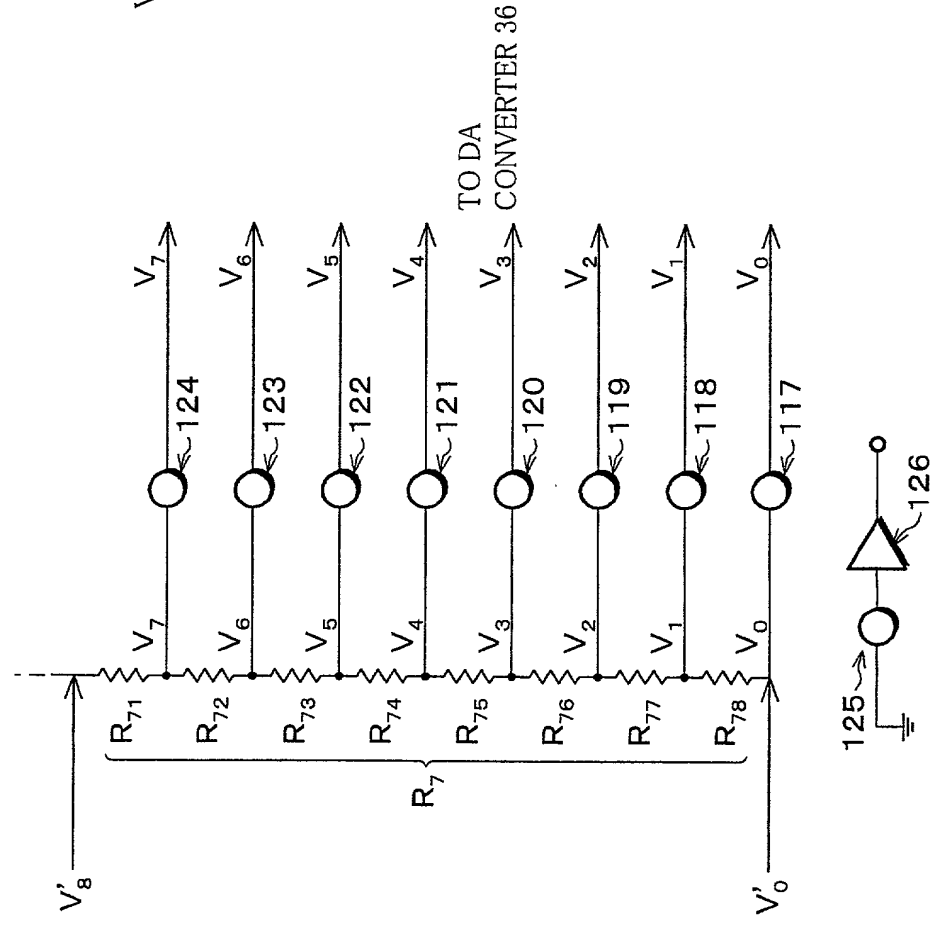 V
V'8
V'0
R7
R71
R72
R73
R74
R75
R76
R77
R78
V7
V6
V5
V4
V3
V2
V1
V0
124
123
122
121
120
119
118
117
V7
V6
V5
V4
V3
V2
V1
V0
TO DA
CONVERTER 36
125
126